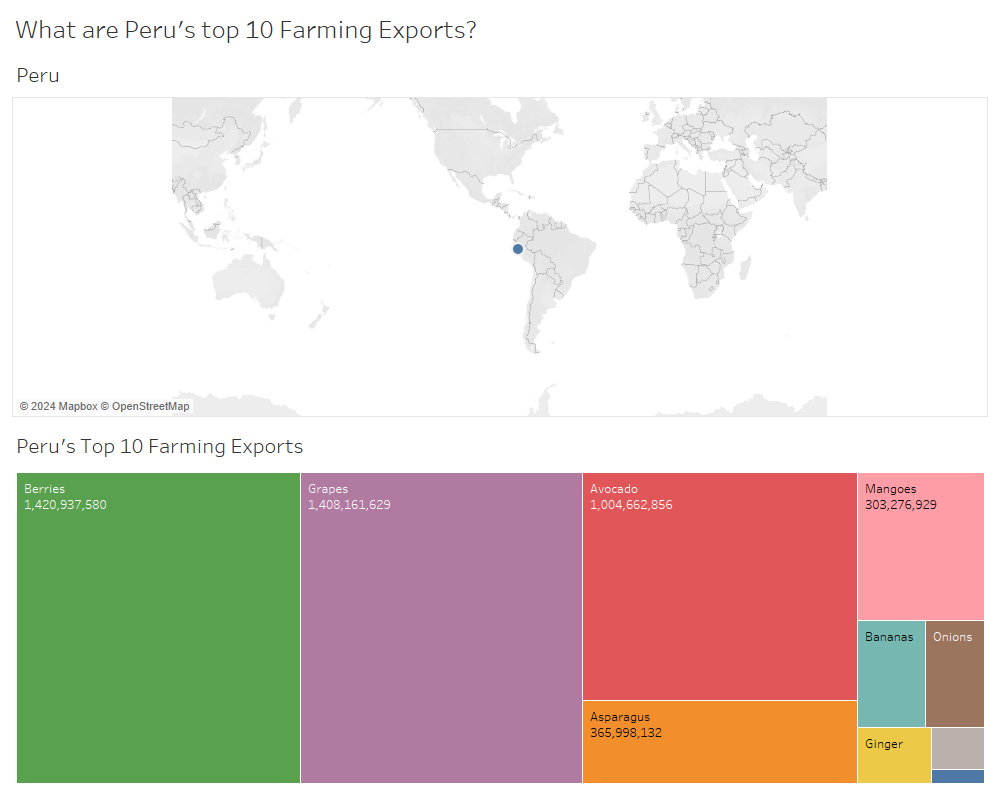 What are Peru's top 10 Farming Exports?
Peru
© 2024 Mapbox © OpenStreetMap
Peru's Top 10 Farming Exports
Berries
1,420,937,580
Grapes
1,408,161,629
Avocado
1,004,662,856
Asparagus
365,998,132
Mangoes
303,276,929
Bananas
Onions
Ginger